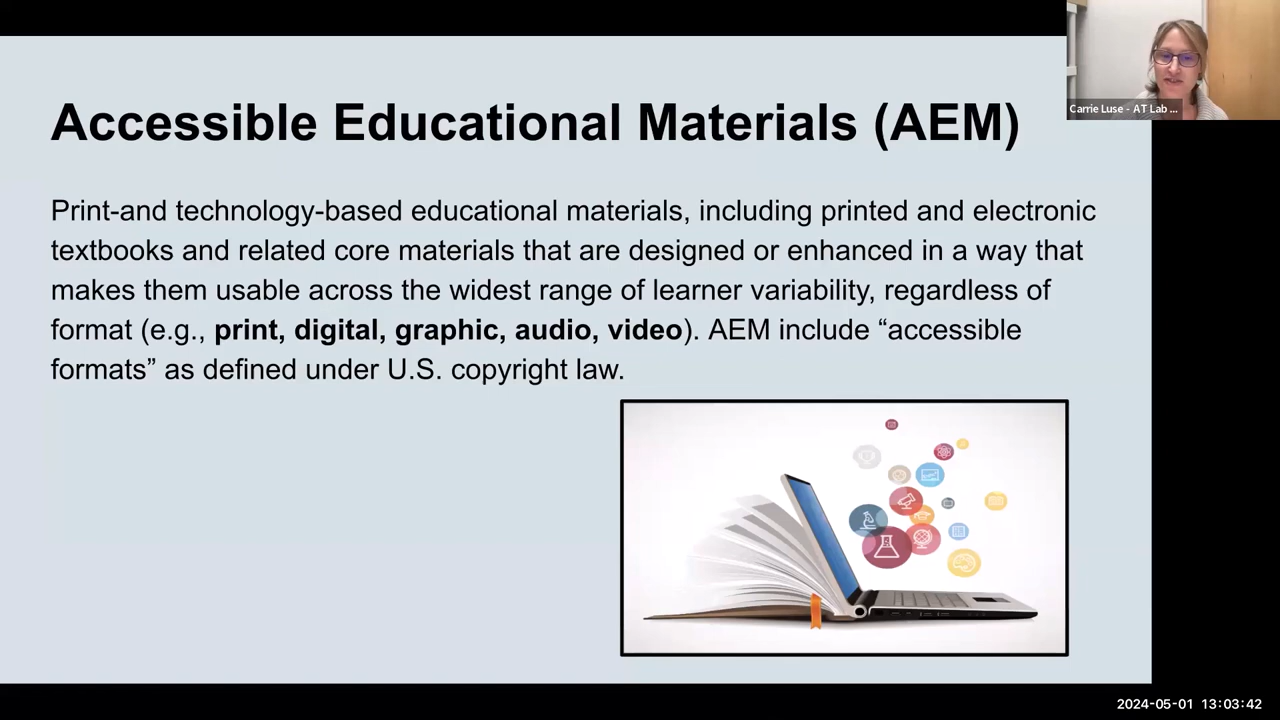 Accessible Educational Materials (AEM)
Print-and technology-based educational materials, including printed and electronic
textbooks and related core materials that are designed or enhanced in a way that
makes them usable across the widest range of learner variability, regardless of
format (e.g., print, digital, graphic, audio, video). AEM include “accessible
formats” as defined under U.S. copyright law.
Carrie Luse - AT Lab ...
2024-05-01 13:03:42